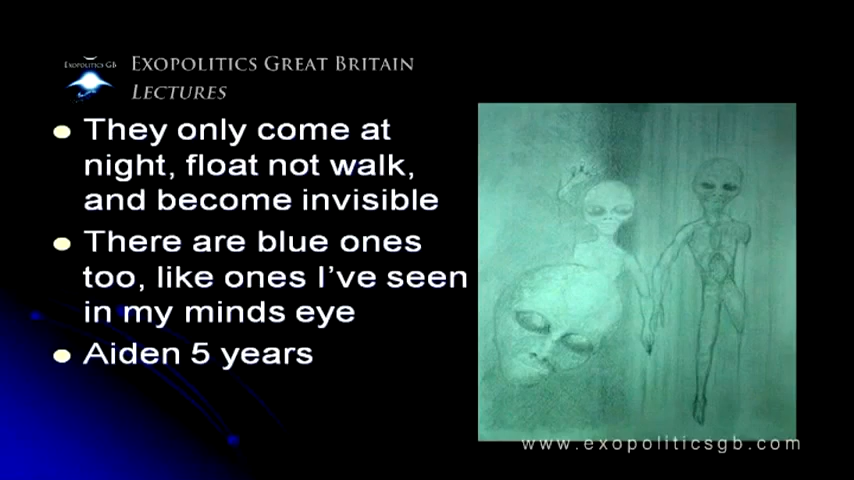 EXOPOLITICS GB
EXOPOLITICS GREAT BRITAIN
LECTURES
They only come at
night, float not walk,
and become invisible
There are blue ones
too, like ones I've seen
in my minds eye
Aiden 5 years
www.exopoliticsgb.com